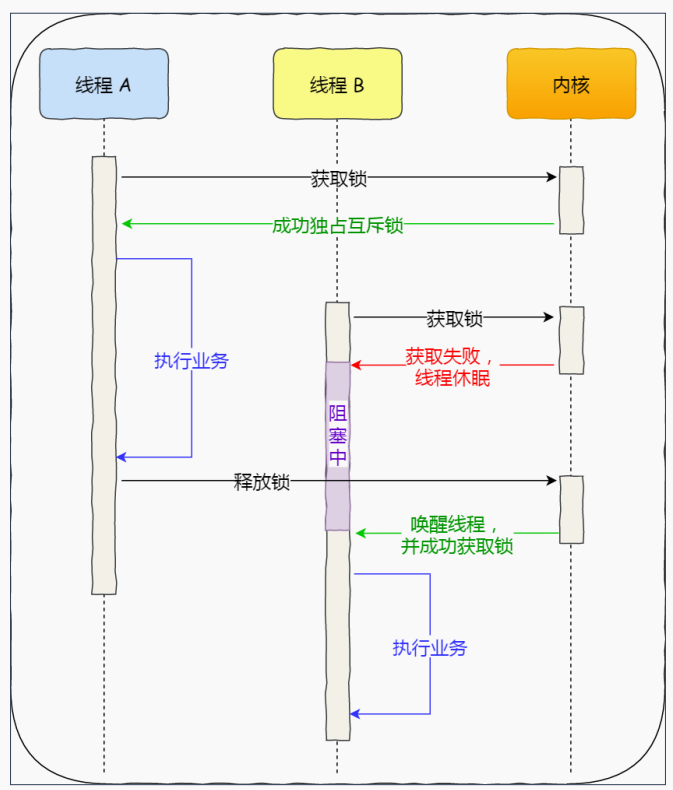 线程 A
线程 B
内核
获取锁
成功独占互斥锁
获取锁
执行业务
获取失败，
线程休眠
阻
塞
中
释放锁
唤醒线程，
并成功获取锁
执行业务